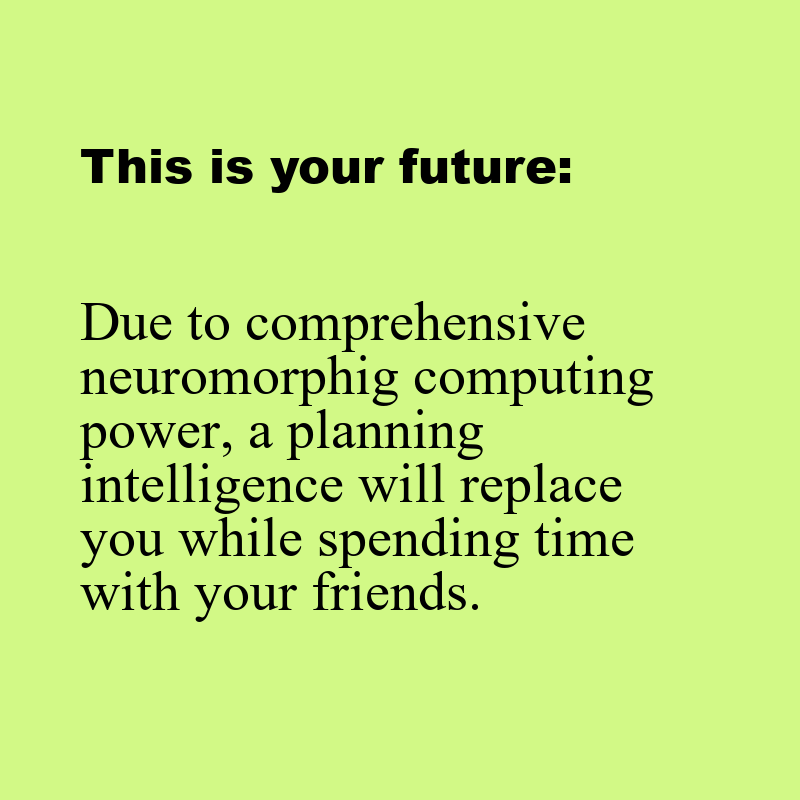 This is your future:
Due to comprehensive
neuromorphig computing
power, a planning
intelligence will replace
you while spending time
with your friends.